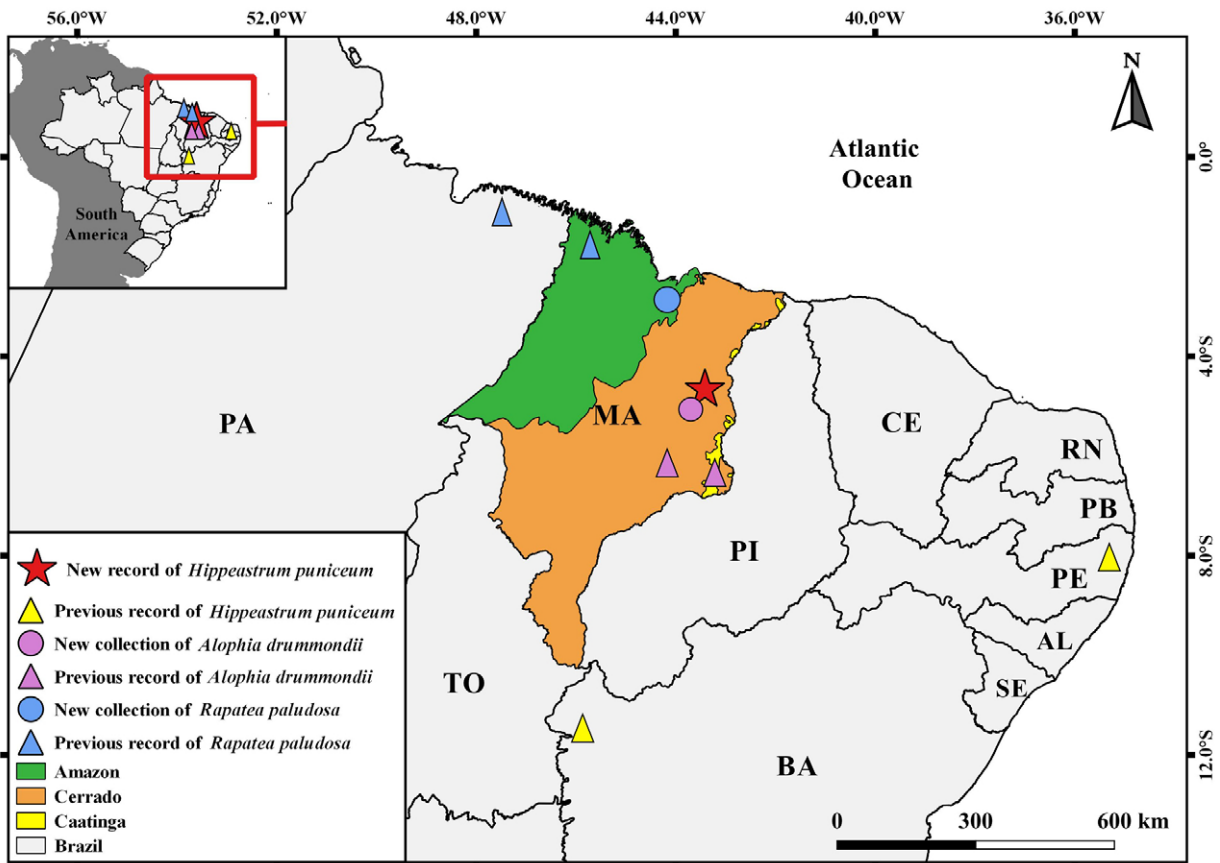 56.0°W 52.0°W 48.0°W 44.0°W 40.0°W 36.0°W
N
Atlantic
Ocean
0.0°
South
America
4.0°S
PA
MA
CE
RN
PB
PI
8.0°S
PE
AL
TO
SE
BA
12.0°S
New record of Hippeastrum puniceum
Previous record of Hippeastrum puniceum
New collection of Alophia drummondii
Previous record of Alophia drummondii
New collection of Rapatea paludosa
Previous record of Rapatea paludosa
Amazon
Cerrado
Caatinga
Brazil
0 300 600 km